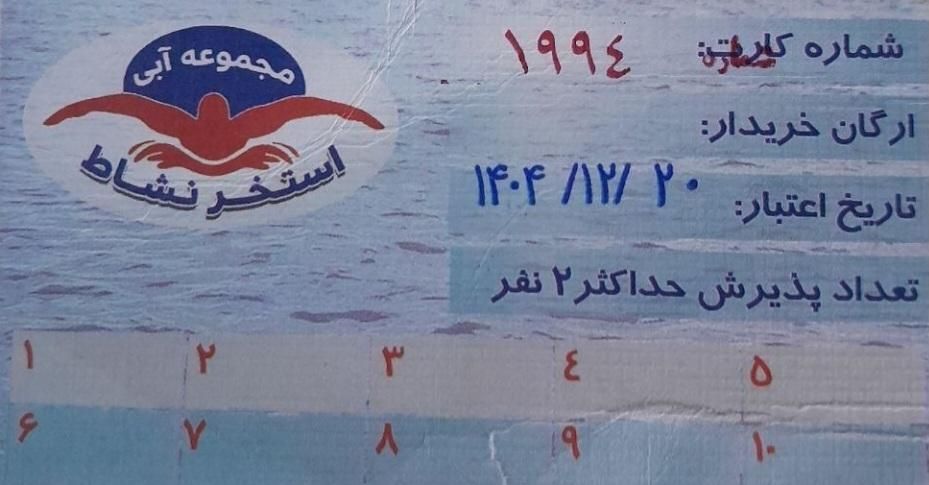 مجموعه آبی
استخر نشاط
شماره کارت: ۱۹۹٤
ارگان خریدار:
تاریخ اعتبار: ۱۴۰۴/۱۲/۲۰
تعداد پذیرش حداکثر ۲ نفر
۱ ۲ ۳ ٤ ۵
۶ ۷ ۸ ۹ ۱۰